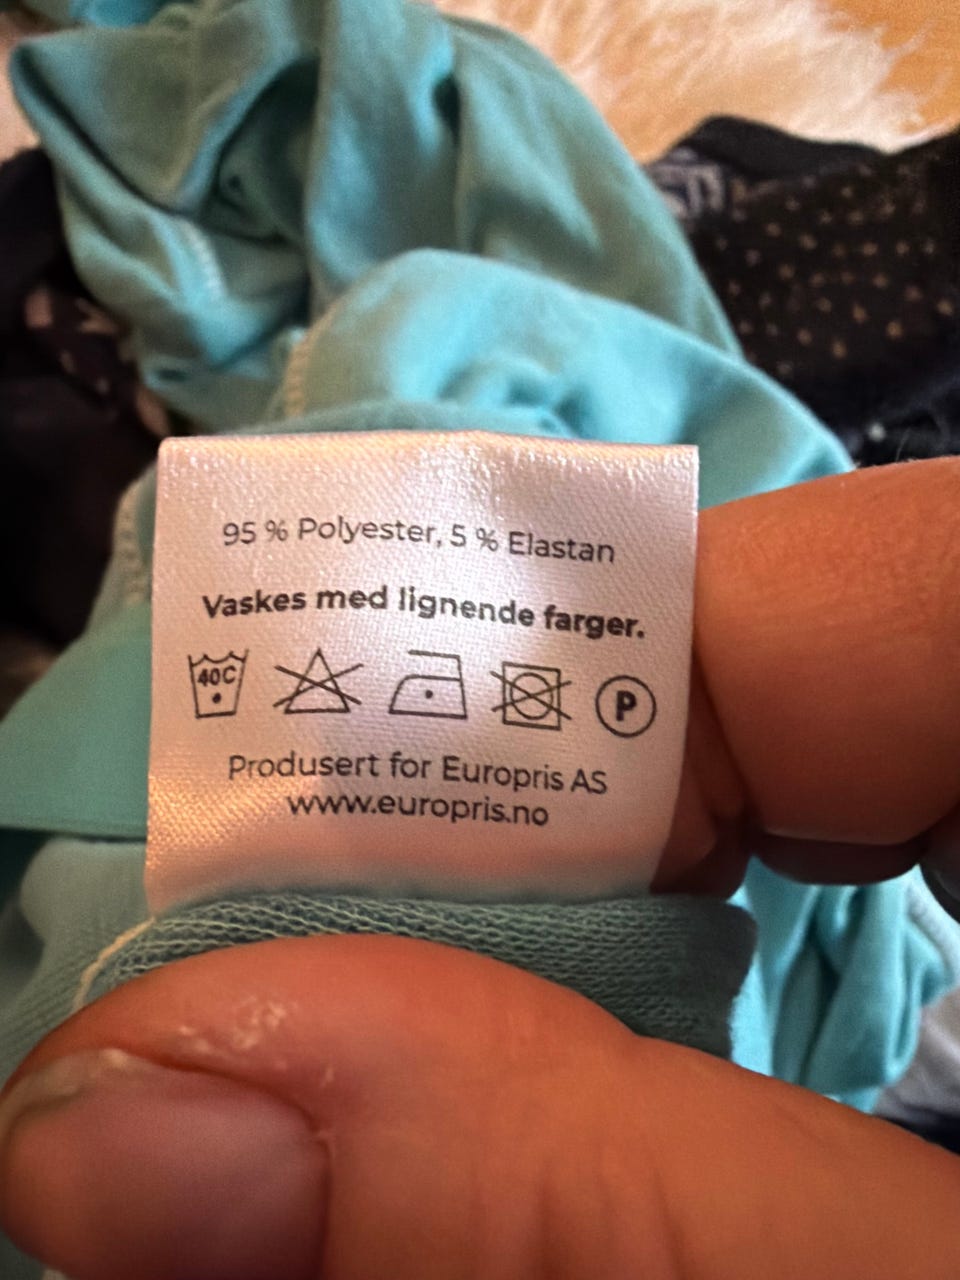 95 % Polyester, 5 % Elastan
Vaskes med lignende farger.
40C
P
Produsert for Europris AS
www.europris.no